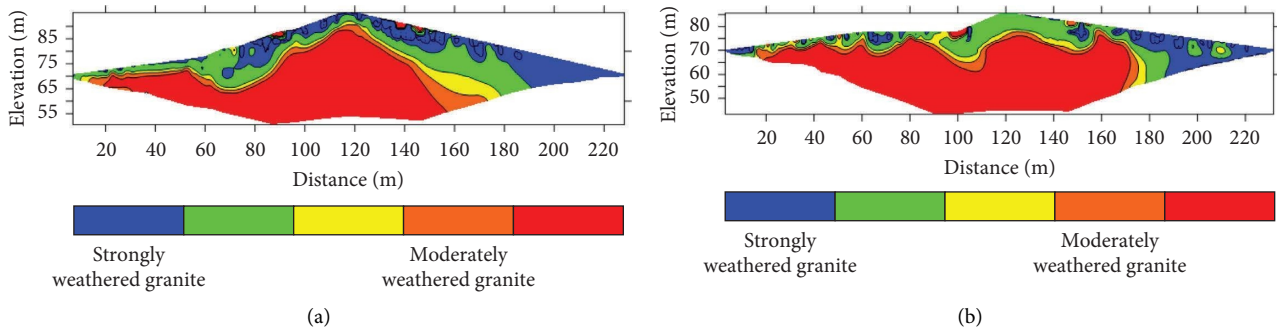 Elevation (m)
85
75
65
55
20 40 60 80 100 120 140 160 180 200 220
Distance (m)
Strongly
weathered granite
Moderately
weathered granite
(a)
Elevation (m)
80
70
60
50
20 40 60 80 100 120 140 160 180 200 220
Distance (m)
Strongly
weathered granite
Moderately
weathered granite
(b)